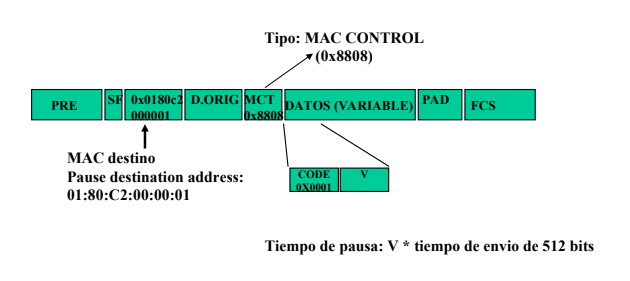 Tipo: MAC CONTROL
(0x8808)
PRE
SF
0x0180c2
000001
D.ORIG
MCT
0x8808
DATOS (VARIABLE)
PAD
FCS
MAC destino
Pause destination address:
01:80:C2:00:00:01
CODE
0X0001
V
Tiempo de pausa: V * tiempo de envio de 512 bits